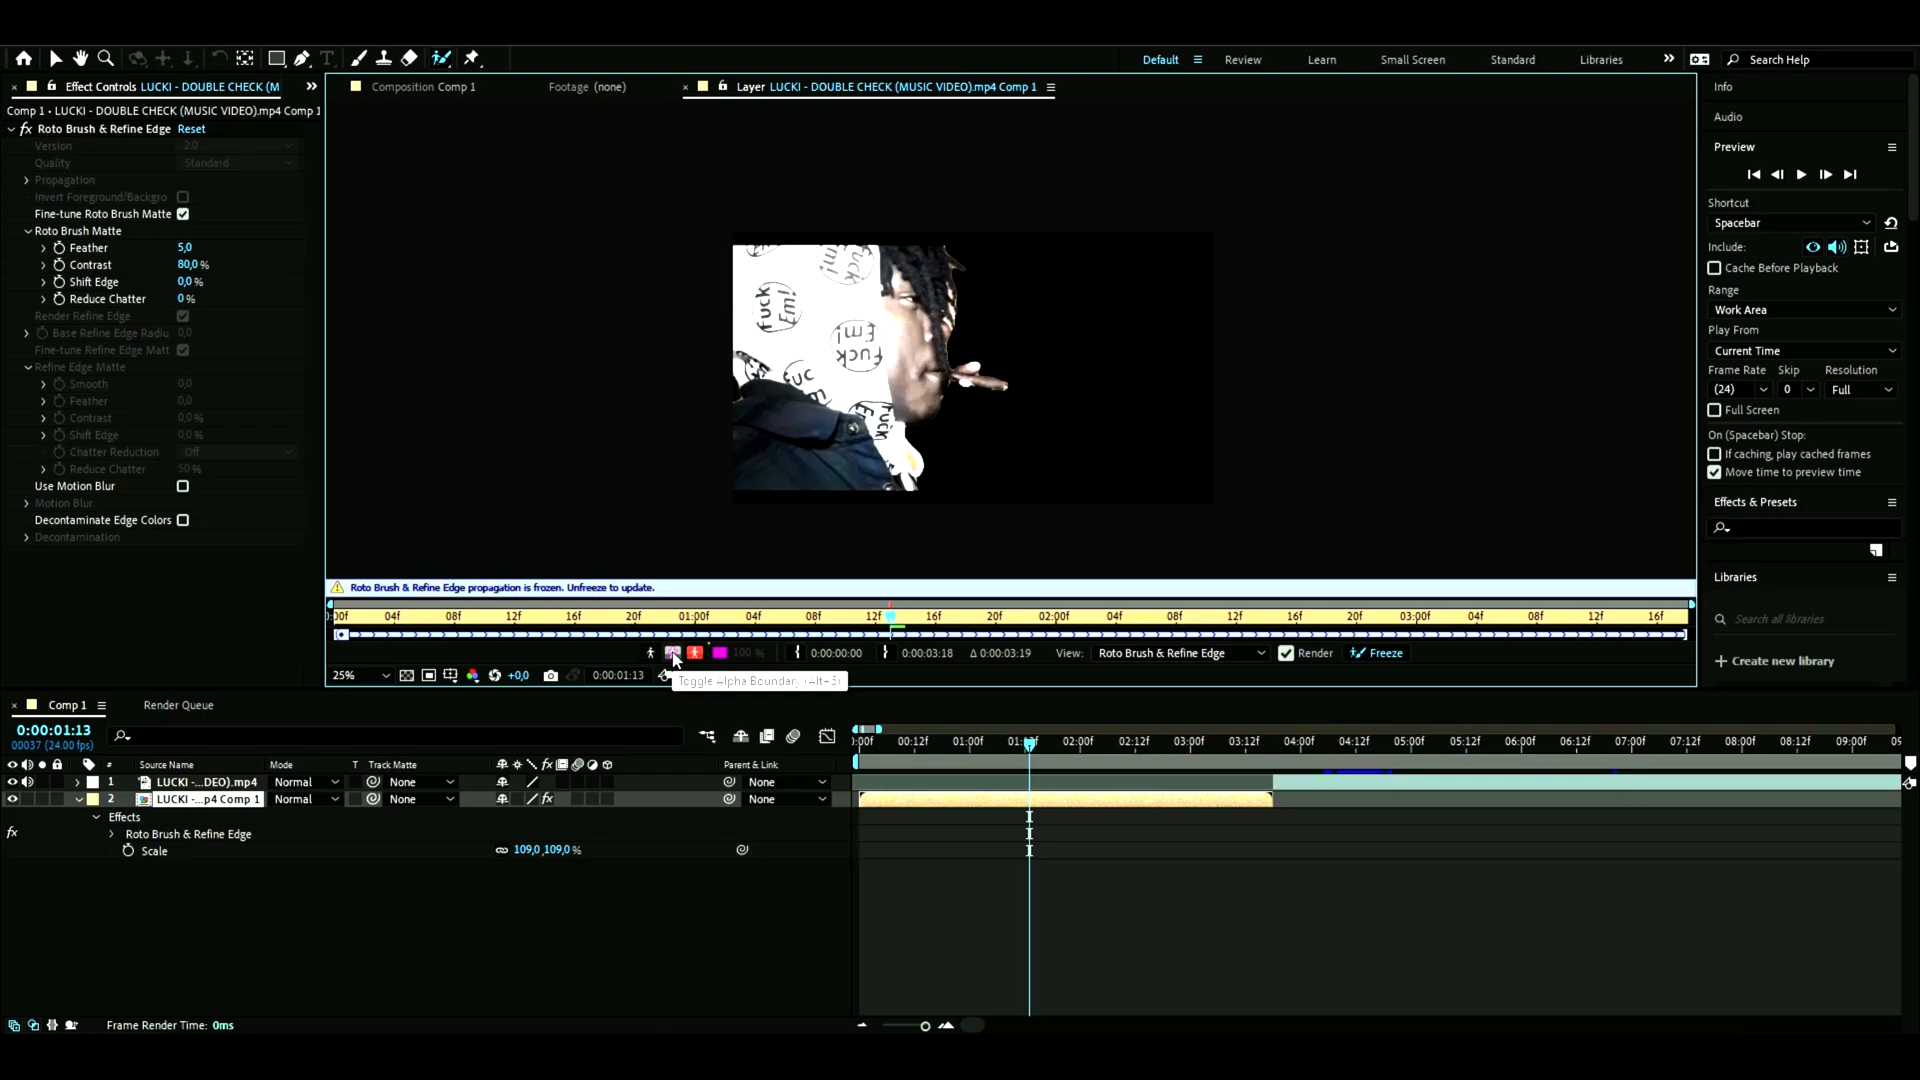 Default
Review
Learn
Small Screen
Standard
Libraries
Search Help
Effect Controls LUCKI - DOUBLE CHECK (M
Composition Comp 1
Footage (none)
Layer LUCKI - DOUBLE CHECK (MUSIC VIDEO).mp4 Comp 1
Comp 1 • LUCKI - DOUBLE CHECK (MUSIC VIDEO).mp4 Comp 1
fx Roto Brush & Refine Edge Reset
Version 2.0
Quality Standard
Propagation
Invert Foreground/Backgro
Fine-tune Roto Brush Matte
Roto Brush Matte
Feather 5,0
Contrast 80,0 %
Shift Edge 0,0 %
Reduce Chatter 0 %
Render Refine Edge
Base Refine Edge Radiu 0,0
Fine-tune Refine Edge Matt
Refine Edge Matte
Smooth 0,0
Feather 0,0
Contrast 0,0 %
Shift Edge 0,0 %
Chatter Reduction Off
Reduce Chatter 50 %
Use Motion Blur
Motion Blur
Decontaminate Edge Colors
Decontamination
Fuck Em!
Fuck Em!
Fuck Em!
Roto Brush & Refine Edge propagation is frozen. Unfreeze to update.
:00f 04f 08f 12f 16f 20f 01:00f 04f 08f 12f 16f 20f 02:00f 04f 08f 12f 16f 20f 03:00f 04f 08f 12f 16f
100 % 0:00:00:00 0:00:03:18 Δ 0:00:03:19 View: Roto Brush & Refine Edge Render Freeze
25% +0,0 0:00:01:13
Toggle Alpha Boundary (Alt+5)
Info
Audio
Preview
Shortcut
Spacebar
Include:
Cache Before Playback
Range
Work Area
Play From
Current Time
Frame Rate Skip Resolution
(24) 0 Full
Full Screen
On (Spacebar) Stop:
If caching, play cached frames
Move time to preview time
Effects & Presets
Libraries
Search all libraries
+ Create new library
Comp 1
Render Queue
0:00:01:13
00037 (24.00 fps)
:00f 00:12f 01:00f 02:00f 02:12f 03:00f 03:12f 04:00f 04:12f 05:00f 05:12f 06:00f 06:12f 07:00f 07:12f 08:00f 08:12f 09:00f 09
# Source Name Mode T Track Matte fx Parent & Link
1 LUCKI -...DEO).mp4 Normal None None
2 LUCKI -...p4 Comp 1 Normal None fx None
Effects
fx Roto Brush & Refine Edge
Scale 109,0,109,0 %
Frame Render Time: 0ms